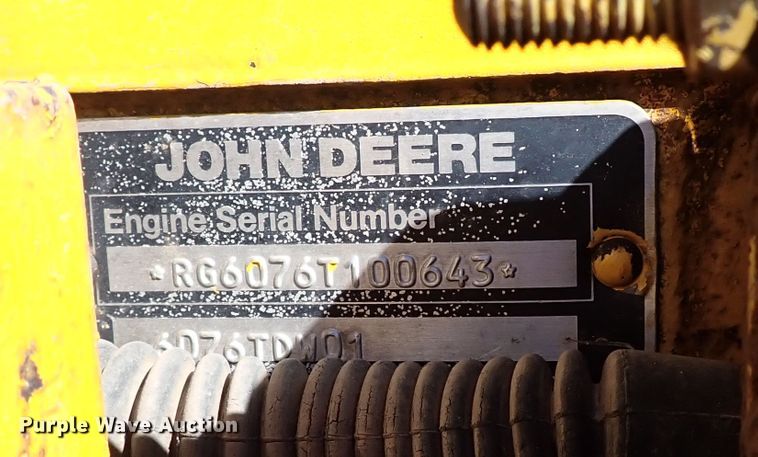 JOHN DEERE
Engine Serial Number
*RG6076T100643*
6076TDW01
Purple Wave Auction